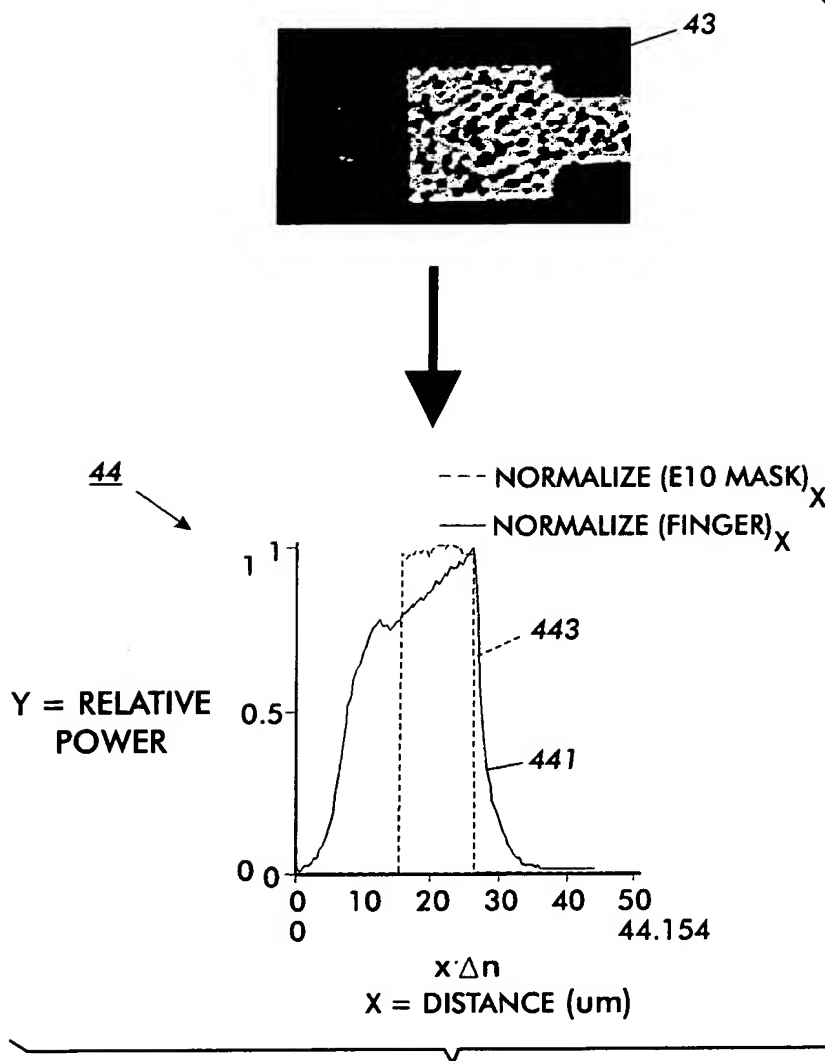 43
44
--- NORMALIZE (E10 MASK)X
— NORMALIZE (FINGER)X
1 1
443
Y = RELATIVE
POWER
0.5
441
0 0
0 10 20 30 40 50
0 44.154
x·Δn
X = DISTANCE (um)